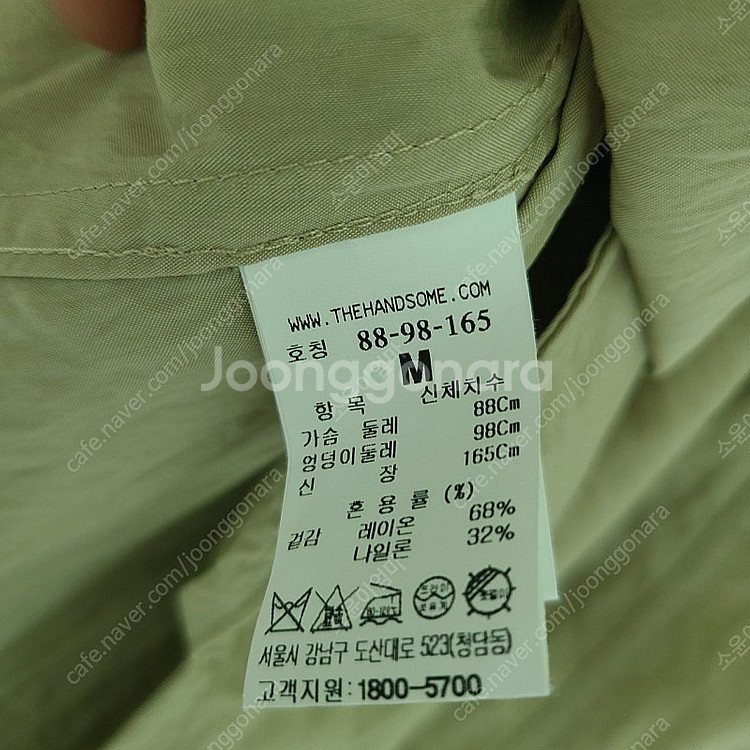 WWW.THEHANDSOME.COM
호칭 88-98-165
M
Joonggonara
항 목 신체치수
가슴 둘레 88Cm
엉덩이둘레 98Cm
신 장 165Cm
혼 용 률 (%)
겉감 레이온 68%
나일론 32%
서울시 강남구 도산대로 523(청담동)
고객지원:1800-5700
cafe.naver.com/joonggonara